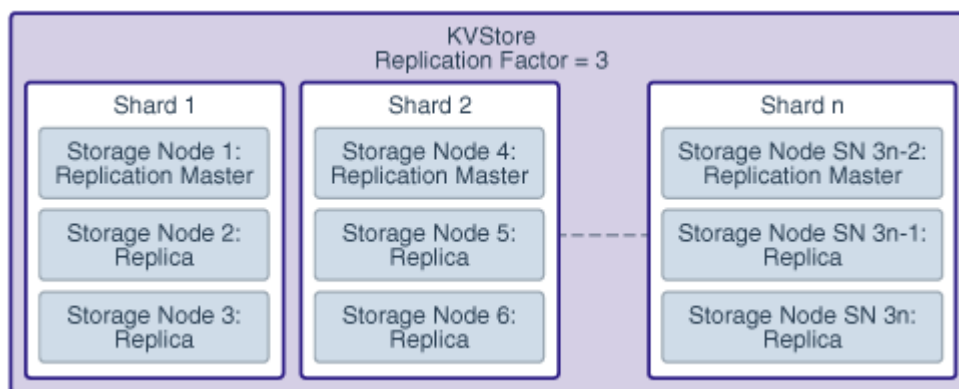 KVStore
Replication Factor = 3
Shard 1
Storage Node 1:
Replication Master
Storage Node 2:
Replica
Storage Node 3:
Replica
Shard 2
Storage Node 4:
Replication Master
Storage Node 5:
Replica
Storage Node 6:
Replica
Shard n
Storage Node SN 3n-2:
Replication Master
Storage Node SN 3n-1:
Replica
Storage Node SN 3n:
Replica